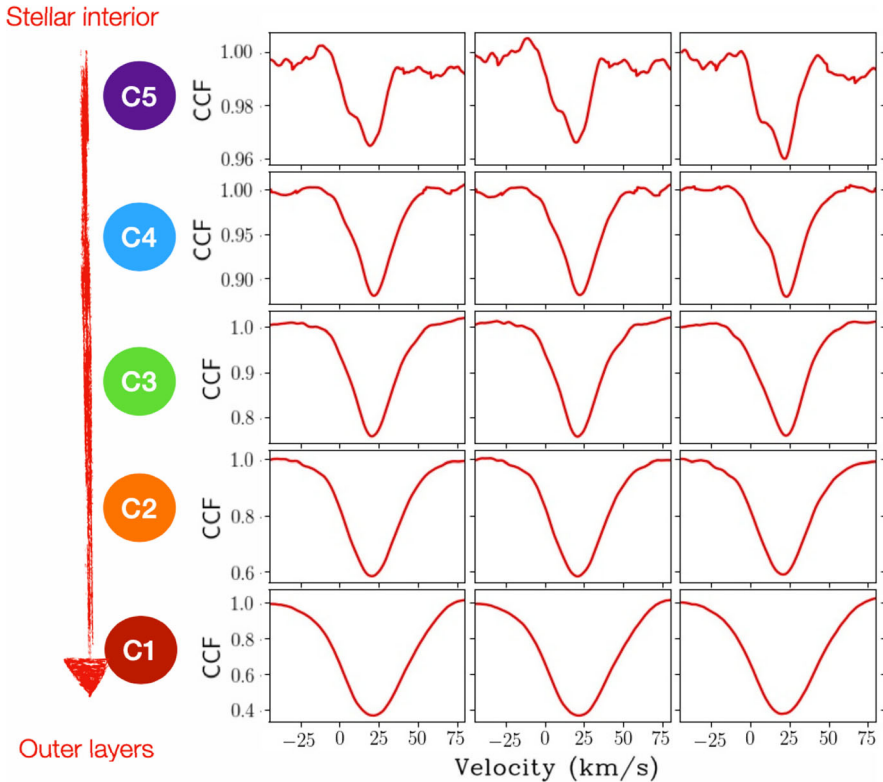 Stellar interior
C5
CCF
1.00
0.98
0.96
C4
CCF
1.00
0.95
0.90
C3
CCF
1.0
0.9
0.8
C2
CCF
1.0
0.8
0.6
C1
CCF
1.0
0.8
0.6
0.4
−25 0 25 50 75 −25 0 25 50 75 −25 0 25 50 75
Outer layers
Velocity (km/s)